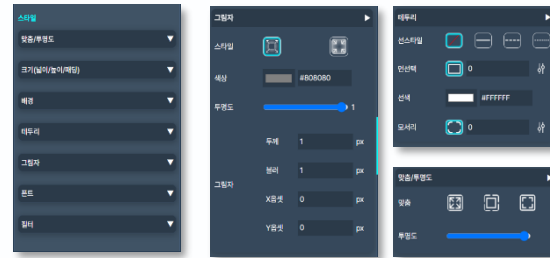 스타일
맞춤/투명도
크기(넓이/높이/패딩)
배경
테두리
그림자
폰트
필터
그림자
스타일
색상 #808080
투명도 1
그림자
두께 1 px
블러 1 px
X옵셋 0 px
Y옵셋 0 px
테두리
선스타일
면선택 0
선색 #FFFFFF
모서리 0
맞춤/투명도
맞춤
투명도